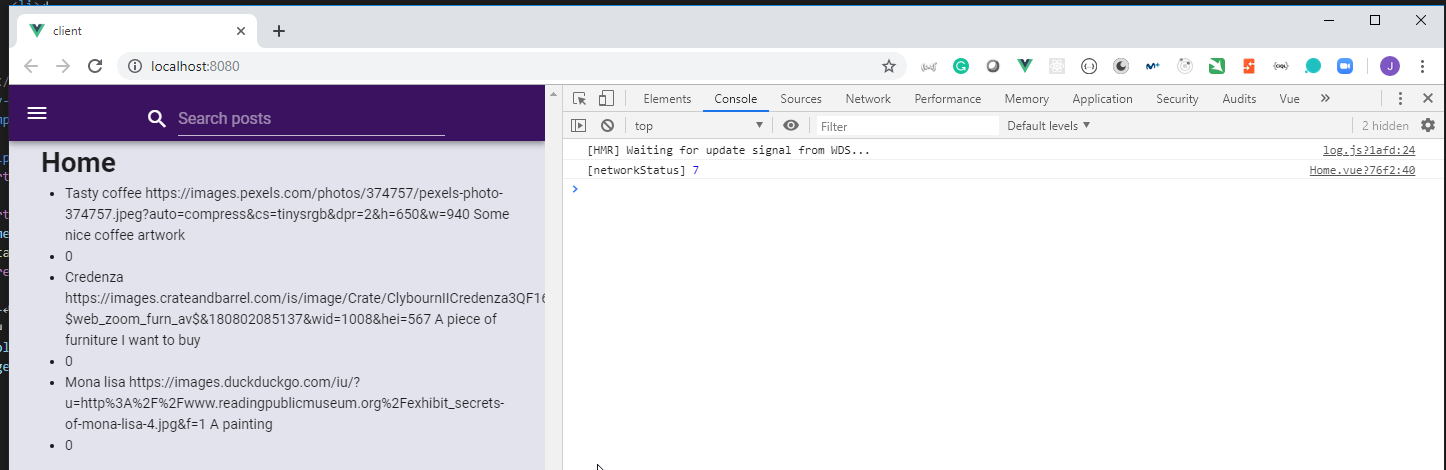 client
localhost:8080
Search posts
Home
Tasty coffee https://images.pexels.com/photos/374757/pexels-photo-
374757.jpeg?auto=compress&cs=tinysrgb&dpr=2&h=650&w=940 Some
nice coffee artwork
0
Credenza
https://images.crateandbarrel.com/is/image/Crate/ClybournIICredenza3QF16
$web_zoom_furn_av$&180802085137&wid=1008&hei=567 A piece of
furniture I want to buy
0
Mona lisa https://images.duckduckgo.com/iu/?
u=http%3A%2F%2Fwww.readingpublicmuseum.org%2Fexhibit_secrets-
of-mona-lisa-4.jpg&f=1 A painting
0
Elements Console Sources Network Performance Memory Application Security Audits Vue
top Filter Default levels 2 hidden
[HMR] Waiting for update signal from WDS... log.js?1afd:24
[networkStatus] 7 Home.vue?76f2:40
J